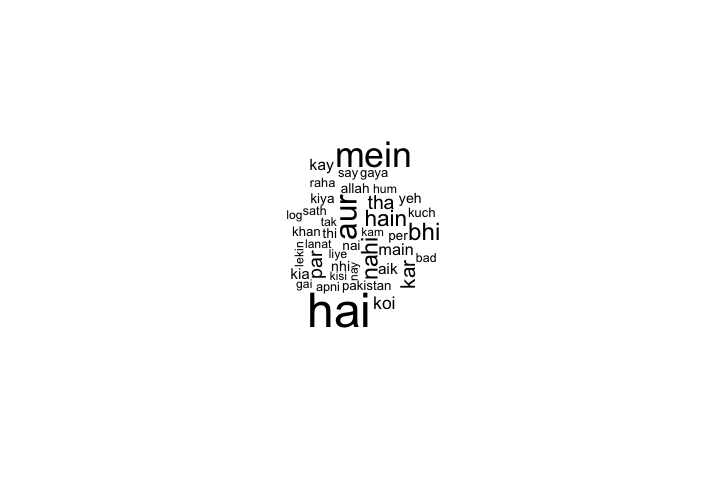 mein
kay
say gaya
raha
allah hum
kiya
aur
tha yeh
log sath
hain kuch
tak
khan thi
kam per bhi
lanat nai
nahi main
lekin
liye
par
nhi
nay
aik
kar
bad
kia
kisi
gai apni pakistan
hai koi